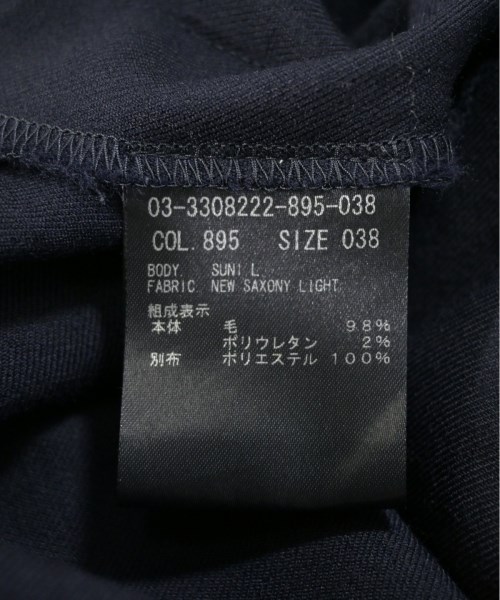 03-3308222-895-038
COL. 895 SIZE 038
BODY. SUNI L
FABRIC. NEW SAXONY LIGHT.
組成表示
本体 毛 98%
ポリウレタン 2%
別布 ポリエステル 100%